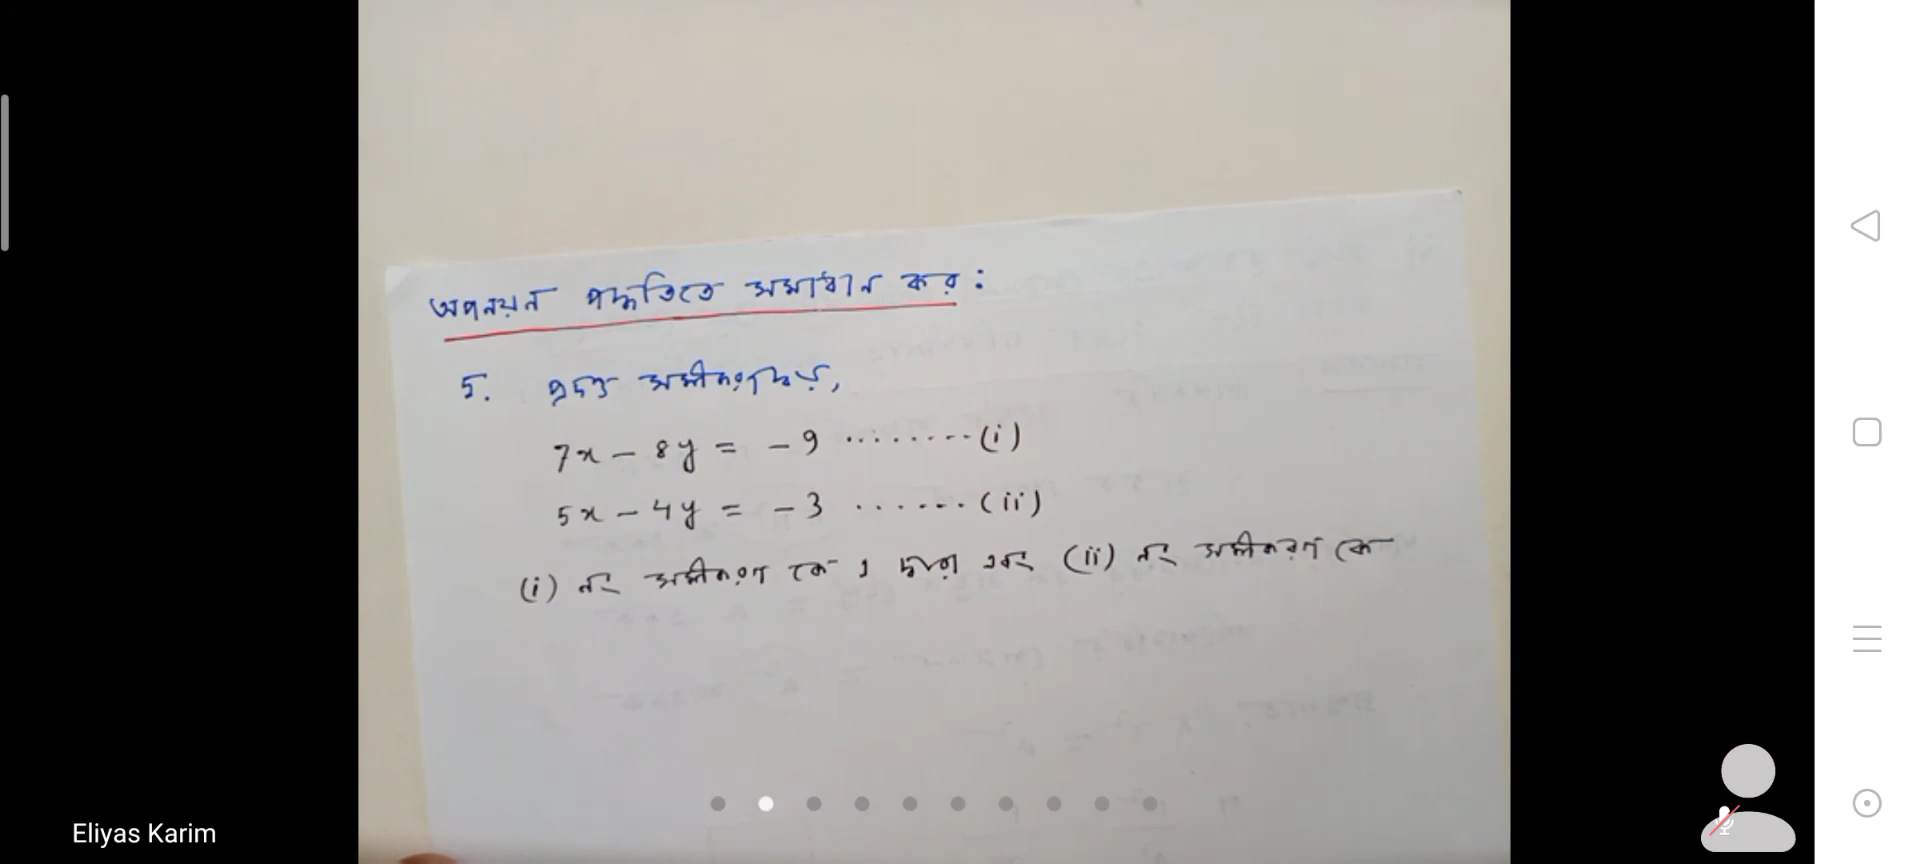 অপনয়ন পদ্ধতিতে সমাধান কর :
১. প্রদত্ত সমীকরণদ্বয়,
7x - 8y = - 9 ........(i)
5x - 4y = - 3 ......(ii)
(i) নং সমীকরণ কে 1 দ্বারা এবং (ii) নং সমীকরণ কে
Eliyas Karim